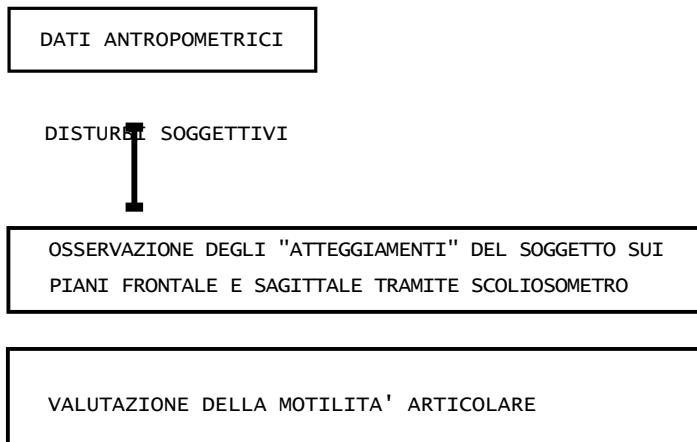 DATI ANTROPOMETRICI
DISTURBI SOGGETTIVI
OSSERVAZIONE DEGLI "ATTEGGIAMENTI" DEL SOGGETTO SUI
PIANI FRONTALE E SAGITTALE TRAMITE SCOLIOSOMETRO
VALUTAZIONE DELLA MOTILITA' ARTICOLARE